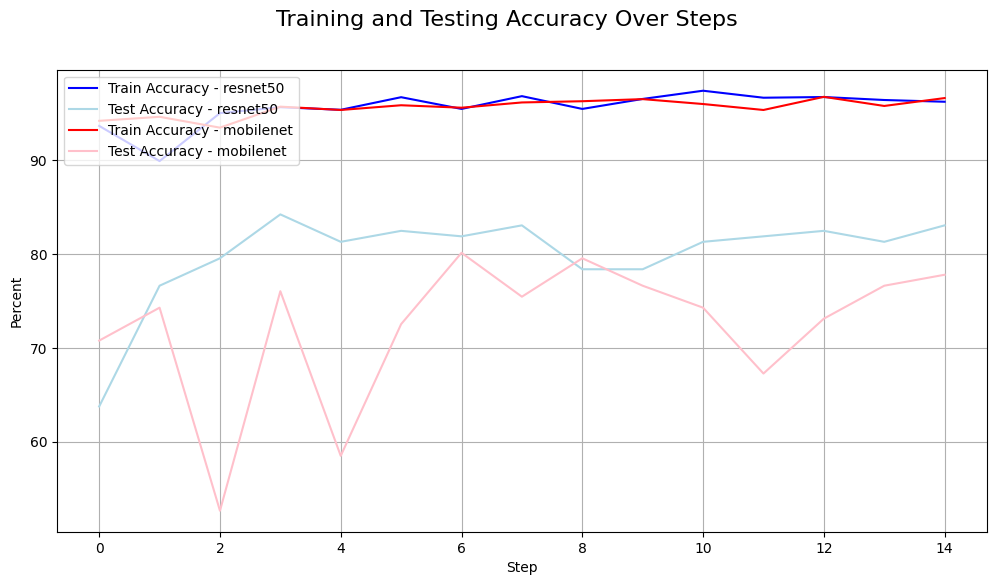 Training and Testing Accuracy Over Steps
Train Accuracy - resnet50
Test Accuracy - resnet50
Train Accuracy - mobilenet
Test Accuracy - mobilenet
90
80
70
60
Percent
0 2 4 6 8 10 12 14
Step